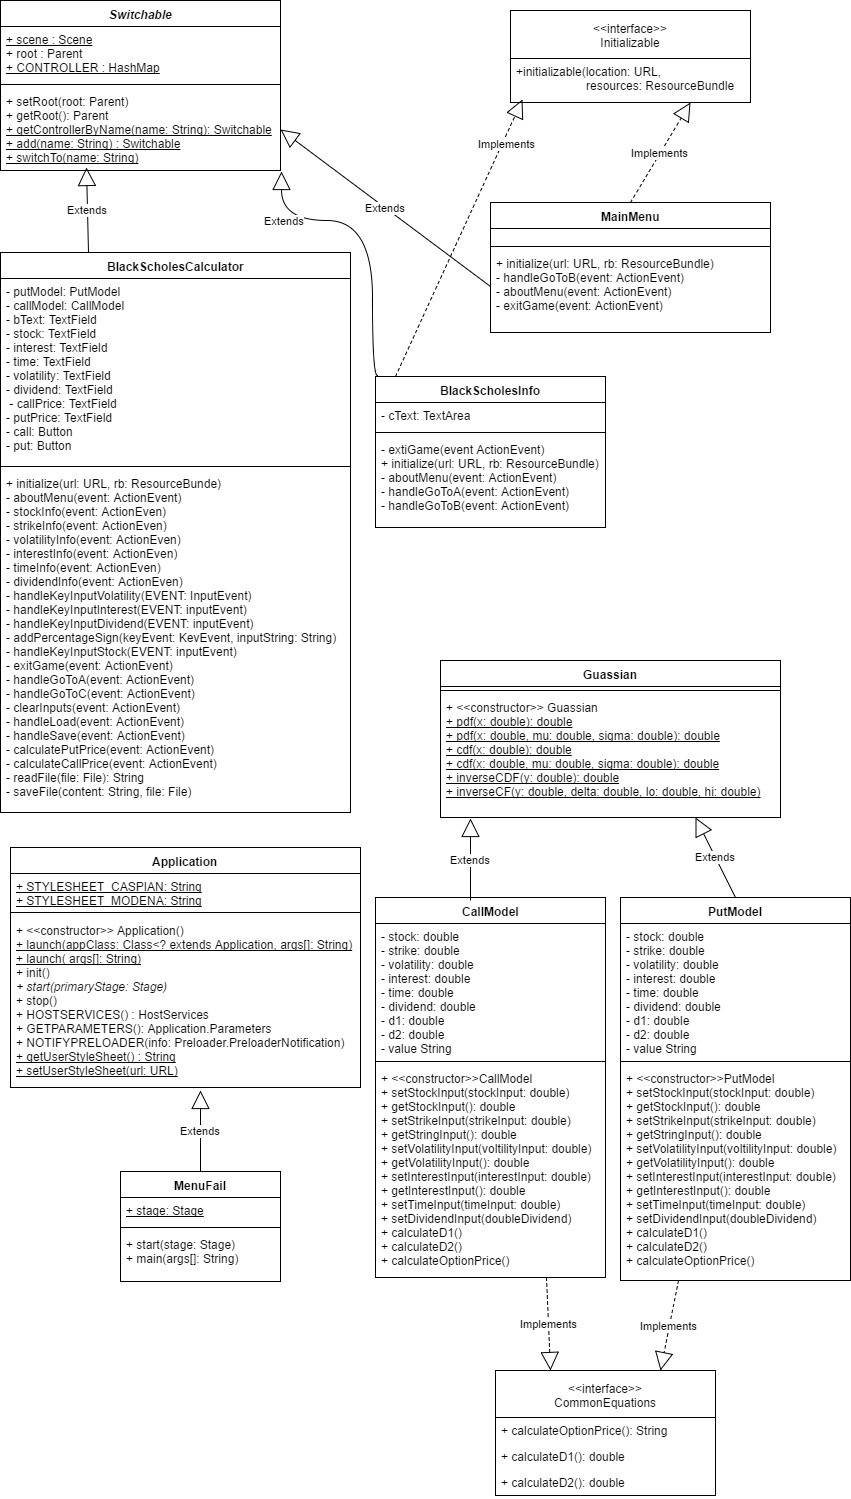 Switchable
+ scene : Scene
+ root : Parent
+ CONTROLLER : HashMap
+ setRoot(root: Parent)
+ getRoot(): Parent
+ getControllerByName(name: String): Switchable
+ add(name: String) : Switchable
+ switchTo(name: String)
<<interface>>
Initializable
+initializable(location: URL,
resources: ResourceBundle
Implements
Implements
Extends
Extends
Extends
MainMenu
+ initialize(url: URL, rb: ResourceBundle)
- handleGoToB(event: ActionEvent)
- aboutMenu(event: ActionEvent)
- exitGame(event: ActionEvent)
BlackScholesCalculator
- putModel: PutModel
- callModel: CallModel
- bText: TextField
- stock: TextField
- interest: TextField
- time: TextField
- volatility: TextField
- dividend: TextField
- callPrice: TextField
- putPrice: TextField
- call: Button
- put: Button
+ initialize(url: URL, rb: ResourceBunde)
- aboutMenu(event: ActionEvent)
- stockInfo(event: ActionEven)
- strikeInfo(event: ActionEven)
- volatilityInfo(event: ActionEven)
- interestInfo(event: ActionEven)
- timeInfo(event: ActionEven)
- dividendInfo(event: ActionEven)
- handleKeyInputVolatility(EVENT: InputEvent)
- handleKeyInputInterest(EVENT: inputEvent)
- handleKeyInputDividend(EVENT: inputEvent)
- addPercentageSign(keyEvent: KevEvent, inputString: String)
- handleKeyInputStock(EVENT: inputEvent)
- exitGame(event: ActionEvent)
- handleGoToA(event: ActionEvent)
- handleGoToC(event: ActionEvent)
- clearInputs(event: ActionEvent)
- handleLoad(event: ActionEvent)
- handleSave(event: ActionEvent)
- calculatePutPrice(event: ActionEvent)
- calculateCallPrice(event: ActionEvent)
- readFile(file: File): String
- saveFile(content: String, file: File)
BlackScholesInfo
- cText: TextArea
- extiGame(event ActionEvent)
+ initialize(url: URL, rb: ResourceBundle)
- aboutMenu(event: ActionEvent)
- handleGoToA(event: ActionEvent)
- handleGoToB(event: ActionEvent)
Guassian
+ <<constructor>> Guassian
+ pdf(x: double): double
+ pdf(x: double, mu: double, sigma: double): double
+ cdf(x: double): double
+ cdf(x: double, mu: double, sigma: double): double
+ inverseCDF(y: double): double
+ inverseCF(y: double, delta: double, lo: double, hi: double)
Extends
Extends
Application
+ STYLESHEET_CASPIAN: String
+ STYLESHEET_MODENA: String
+ <<constructor>> Application()
+ launch(appClass: Class<? extends Application, args[]: String)
+ launch( args[]: String)
+ init()
+ start(primaryStage: Stage)
+ stop()
+ HOSTSERVICES() : HostServices
+ GETPARAMETERS(): Application.Parameters
+ NOTIFYPRELOADER(info: Preloader.PreloaderNotification)
+ getUserStyleSheet() : String
+ setUserStyleSheet(url: URL)
Extends
MenuFail
+ stage: Stage
+ start(stage: Stage)
+ main(args[]: String)
CallModel
- stock: double
- strike: double
- volatility: double
- interest: double
- time: double
- dividend: double
- d1: double
- d2: double
- value String
+ <<constructor>>CallModel
+ setStockInput(stockInput: double)
+ getStockInput(): double
+ setStrikeInput(strikeInput: double)
+ getStringInput(): double
+ setVolatilityInput(voltilityInput: double)
+ getVolatilityInput(): double
+ setInterestInput(interestInput: double)
+ getInterestInput(): double
+ setTimeInput(timeInput: double)
+ setDividendInput(doubleDividend)
+ calculateD1()
+ calculateD2()
+ calculateOptionPrice()
PutModel
- stock: double
- strike: double
- volatility: double
- interest: double
- time: double
- dividend: double
- d1: double
- d2: double
- value String
+ <<constructor>>PutModel
+ setStockInput(stockInput: double)
+ getStockInput(): double
+ setStrikeInput(strikeInput: double)
+ getStringInput(): double
+ setVolatilityInput(voltilityInput: double)
+ getVolatilityInput(): double
+ setInterestInput(interestInput: double)
+ getInterestInput(): double
+ setTimeInput(timeInput: double)
+ setDividendInput(doubleDividend)
+ calculateD1()
+ calculateD2()
+ calculateOptionPrice()
Implements
Implements
<<interface>>
CommonEquations
+ calculateOptionPrice(): String
+ calculateD1(): double
+ calculateD2(): double